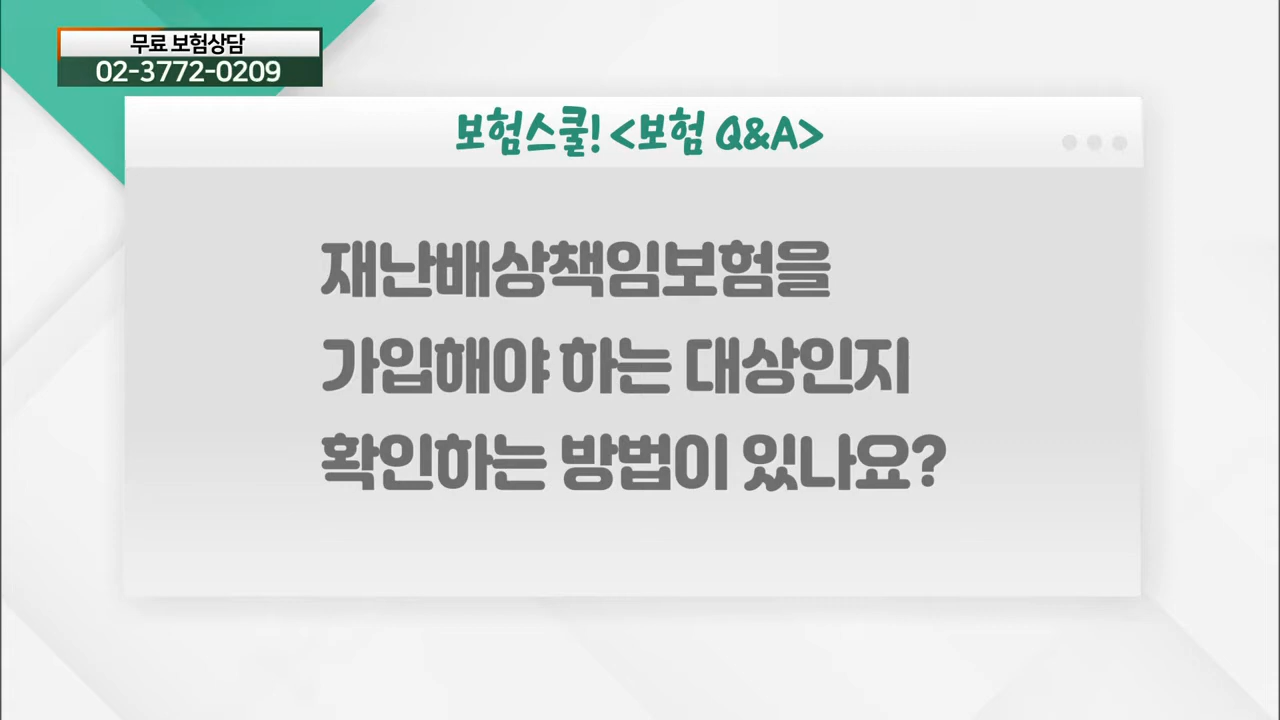 무료 보험상담
02-3772-0209
보험스쿨! <보험 Q&A>
재난배상책임보험을
가입해야 하는 대상인지
확인하는 방법이 있나요?